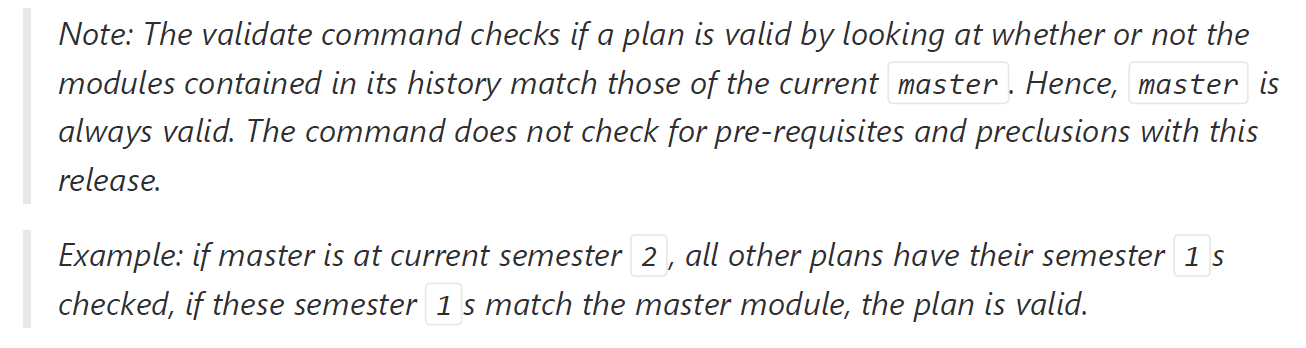 Note: The validate command checks if a plan is valid by looking at whether or not the
modules contained in its history match those of the current master. Hence, master is
always valid. The command does not check for pre-requisites and preclusions with this
release.
Example: if master is at current semester 2, all other plans have their semester 1s
checked, if these semester 1s match the master module, the plan is valid.